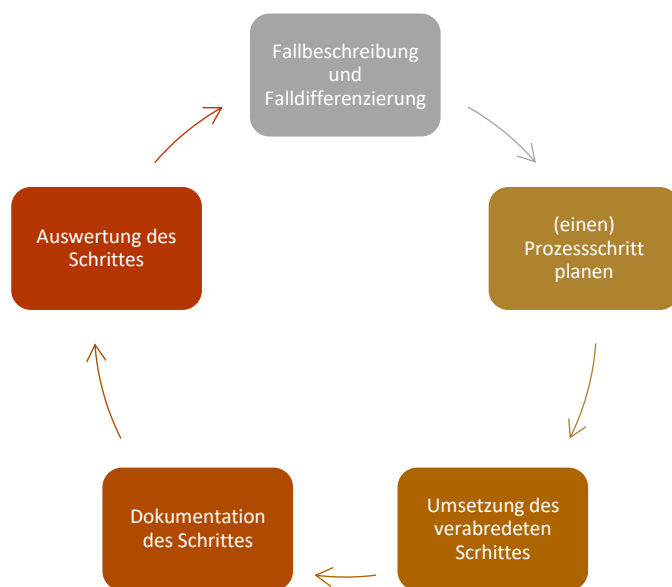 Fallbeschreibung
und
Falldifferenzierung
(einen)
Prozessschritt
planen
Umsetzung des
verabredeten
Scrhittes
Dokumentation
des Schrittes
Auswertung des
Schrittes